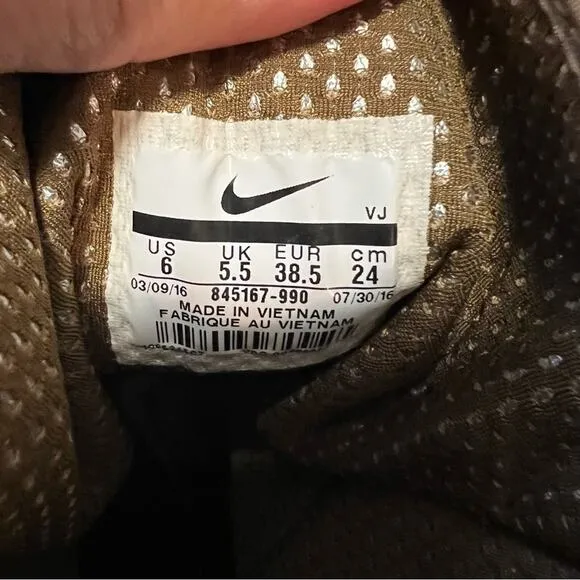 VJ
US UK EUR cm
6 5.5 38.5 24
03/09/16 845167-990 07/30/16
MADE IN VIETNAM
FABRIQUE AU VIETNAM